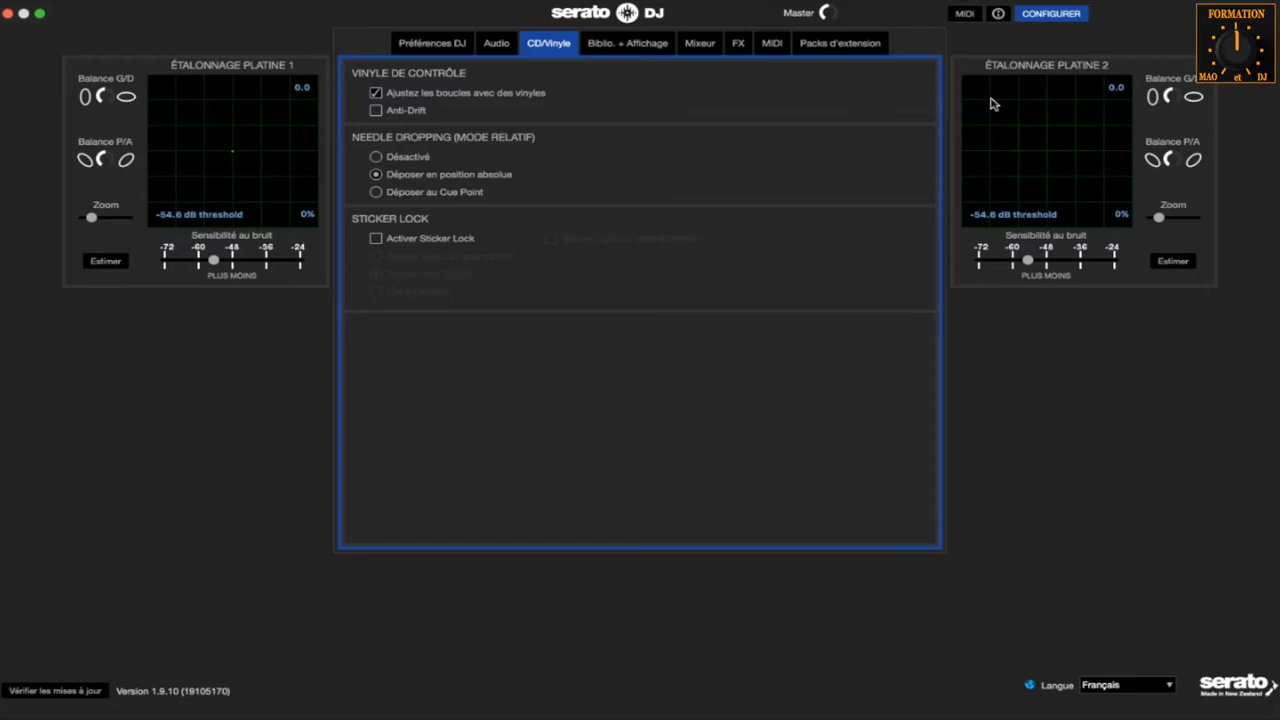 serato DJ
Master
MIDI
CONFIGURER
FORMATION
MAO et DJ
Préférences DJ
Audio
CD/Vinyle
Biblio. + Affichage
Mixeur
FX
MIDI
Packs d'extension
ÉTALONNAGE PLATINE 1
Balance G/D
0.0
Balance P/A
Zoom
-54.6 dB threshold
0%
Sensibilité au bruit
-72 -60 -48 -36 -24
Estimer
PLUS MOINS
VINYLE DE CONTRÔLE
Ajustez les boucles avec des vinyles
Anti-Drift
NEEDLE DROPPING (MODE RELATIF)
Désactivé
Déposer en position absolue
Déposer au Cue Point
STICKER LOCK
Activer Sticker Lock
ÉTALONNAGE PLATINE 2
0.0
Balance G/
Balance P/A
Zoom
-54.6 dB threshold
0%
Sensibilité au bruit
-72 -60 -48 -36 -24
Estimer
PLUS MOINS
Vérifier les mises à jour
Version 1.9.10 (19105170)
Langue
Français
serato
Made in New Zealand